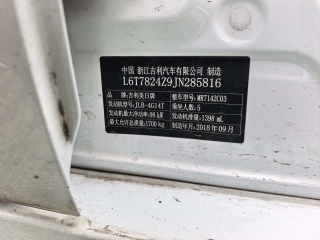 中国 浙江吉利汽车有限公司 制造
L6T7824Z9JN285816
品牌:吉利美日牌 整车型号:MR7142C03
发动机型号:JLB-4G14T 乘坐人数:5
发动机最大净功率:98 kW 发动机排量:1398 mL
最大允许总质量:1700 kg 制造年月:2018年09月